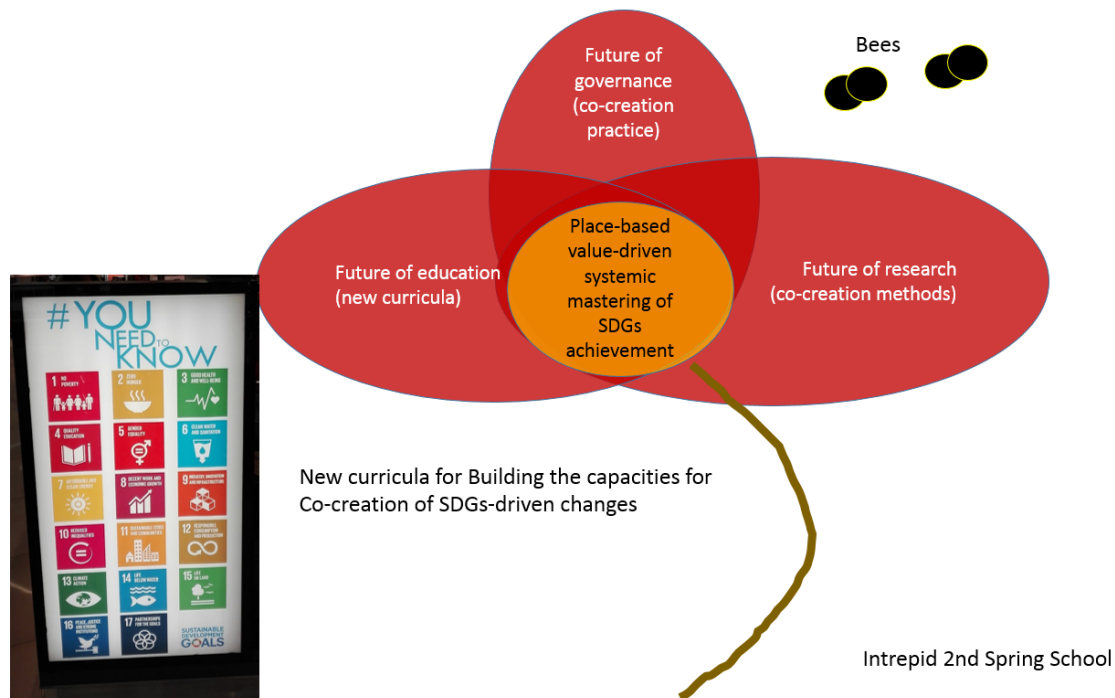 Future of
governance
(co-creation
practice)
Bees
Future of education
(new curricula)
Place-based
value-driven
systemic
mastering of
SDGs
achievement
Future of research
(co-creation methods)
#YOU
NEED TO
KNOW
1 NO
POVERTY
2 ZERO
HUNGER
3 GOOD HEALTH
AND WELL-BEING
4 QUALITY
EDUCATION
5 GENDER
EQUALITY
6 CLEAN WATER
AND SANITATION
7 AFFORDABLE AND
CLEAN ENERGY
8 DECENT WORK AND
ECONOMIC GROWTH
9 INDUSTRY, INNOVATION
AND INFRASTRUCTURE
10 REDUCED
INEQUALITIES
11 SUSTAINABLE CITIES
AND COMMUNITIES
12 RESPONSIBLE
CONSUMPTION
AND PRODUCTION
13 CLIMATE
ACTION
14 LIFE
BELOW WATER
15 LIFE
ON LAND
16 PEACE, JUSTICE
AND STRONG
INSTITUTIONS
17 PARTNERSHIPS
FOR THE GOALS
SUSTAINABLE
DEVELOPMENT
GOALS
New curricula for Building the capacities for
Co-creation of SDGs-driven changes
Intrepid 2nd Spring School